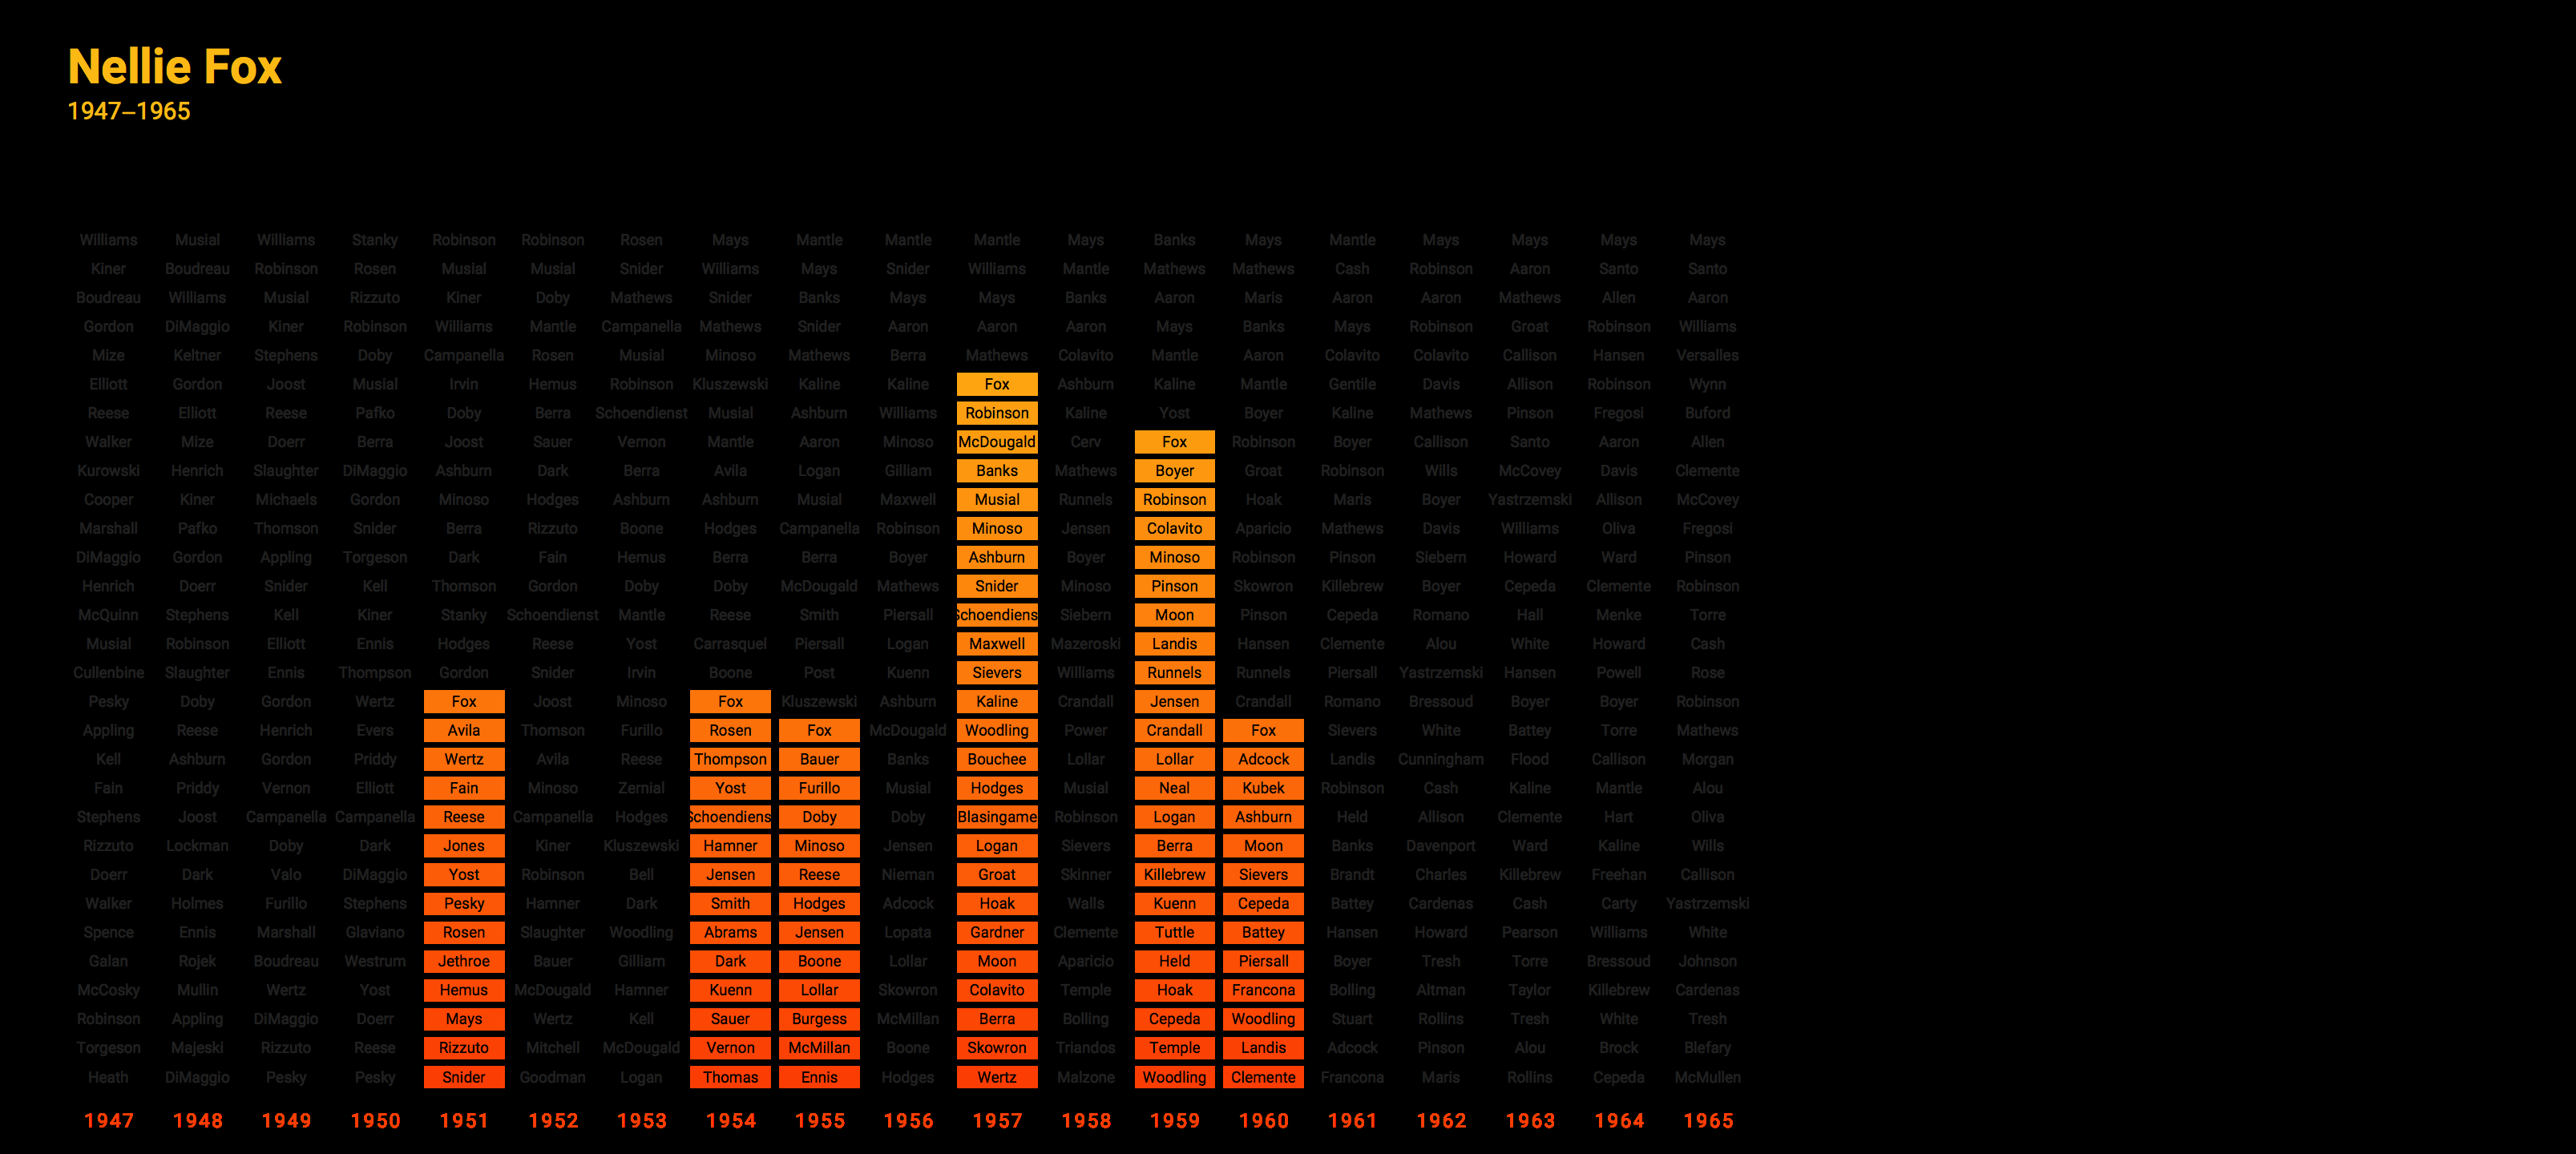 Nellie Fox
1947–1965
Williams Musial Williams Stanky Robinson Robinson Rosen Mays Mantle Mantle Mantle Mays Banks Mays Mantle Mays Mays Mays Mays
Kiner Boudreau Robinson Rosen Musial Musial Snider Williams Mays Snider Williams Mantle Mathews Mathews Cash Robinson Aaron Santo Santo
Boudreau Williams Musial Rizzuto Kiner Doby Mathews Snider Banks Mays Mays Banks Aaron Maris Aaron Aaron Mathews Allen Aaron
Gordon DiMaggio Kiner Robinson Williams Mantle Campanella Mathews Snider Aaron Aaron Aaron Mays Banks Mays Robinson Groat Robinson Williams
Mize Keltner Stephens Doby Campanella Rosen Musial Minoso Mathews Berra Mathews Colavito Mantle Aaron Colavito Colavito Callison Hansen Versalles
Elliott Gordon Joost Musial Irvin Hemus Robinson Kluszewski Kaline Kaline Fox Ashburn Kaline Mantle Gentile Davis Allison Robinson Wynn
Reese Elliott Reese Pafko Doby Berra Schoendienst Musial Ashburn Williams Robinson Kaline Yost Boyer Kaline Mathews Pinson Fregosi Buford
Walker Mize Doerr Berra Joost Sauer Vernon Mantle Aaron Minoso McDougald Cerv Fox Robinson Boyer Callison Santo Aaron Allen
Kurowski Henrich Slaughter DiMaggio Ashburn Dark Berra Avila Logan Gilliam Banks Mathews Boyer Groat Robinson Wills McCovey Davis Clemente
Cooper Kiner Michaels Gordon Minoso Hodges Ashburn Ashburn Musial Maxwell Musial Runnels Robinson Hoak Maris Boyer Yastrzemski Allison McCovey
Marshall Pafko Thomson Snider Berra Rizzuto Boone Hodges Campanella Robinson Minoso Jensen Colavito Aparicio Mathews Davis Williams Oliva Fregosi
DiMaggio Gordon Appling Torgeson Dark Fain Hemus Berra Berra Boyer Ashburn Boyer Minoso Robinson Pinson Siebern Howard Ward Pinson
Henrich Doerr Snider Kell Thomson Gordon Doby Doby McDougald Mathews Snider Minoso Pinson Skowron Killebrew Boyer Cepeda Clemente Robinson
McQuinn Stephens Kell Kiner Stanky Schoendienst Mantle Reese Smith Piersall Schoendiens Siebern Moon Pinson Cepeda Romano Hall Menke Torre
Musial Robinson Elliott Ennis Hodges Reese Yost Carrasquel Piersall Logan Maxwell Mazeroski Landis Hansen Clemente Alou White Howard Cash
Cullenbine Slaughter Ennis Thompson Gordon Snider Irvin Boone Post Kuenn Sievers Williams Runnels Runnels Piersall Yastrzemski Hansen Powell Rose
Pesky Doby Gordon Wertz Fox Joost Minoso Fox Kluszewski Ashburn Kaline Crandall Jensen Crandall Romano Bressoud Boyer Boyer Robinson
Appling Reese Henrich Evers Avila Thomson Furillo Rosen Fox McDougald Woodling Power Crandall Fox Sievers White Battey Torre Mathews
Kell Ashburn Gordon Priddy Wertz Avila Reese Thompson Bauer Banks Bouchee Lollar Lollar Adcock Landis Cunningham Flood Callison Morgan
Fain Priddy Vernon Elliott Fain Minoso Zernial Yost Furillo Musial Hodges Musial Neal Kubek Robinson Cash Kaline Mantle Alou
Stephens Joost Campanella Campanella Reese Campanella Hodges Schoendiens Doby Doby Blasingame Robinson Logan Ashburn Held Allison Clemente Hart Oliva
Rizzuto Lockman Doby Dark Jones Kiner Kluszewski Hamner Minoso Jensen Logan Sievers Berra Moon Banks Davenport Ward Kaline Wills
Doerr Dark Valo DiMaggio Yost Robinson Bell Jensen Reese Nieman Groat Skinner Killebrew Sievers Brandt Charles Killebrew Freehan Callison
Walker Holmes Furillo Stephens Pesky Hamner Dark Smith Hodges Adcock Hoak Walls Kuenn Cepeda Battey Cardenas Cash Carty Yastrzemski
Spence Ennis Marshall Glaviano Rosen Slaughter Woodling Abrams Jensen Lopata Gardner Clemente Tuttle Battey Hansen Howard Pearson Williams White
Galan Rojek Boudreau Westrum Jethroe Bauer Gilliam Dark Boone Lollar Moon Aparicio Held Piersall Boyer Tresh Torre Bressoud Johnson
McCosky Mullin Wertz Yost Hemus McDougald Hamner Kuenn Lollar Skowron Colavito Temple Hoak Francona Bolling Altman Taylor Killebrew Cardenas
Robinson Appling DiMaggio Doerr Mays Wertz Kell Sauer Burgess McMillan Berra Bolling Cepeda Woodling Stuart Rollins Tresh White Tresh
Torgeson Majeski Rizzuto Reese Rizzuto Mitchell McDougald Vernon McMillan Boone Skowron Triandos Temple Landis Adcock Pinson Alou Brock Blefary
Heath DiMaggio Pesky Pesky Snider Goodman Logan Thomas Ennis Hodges Wertz Malzone Woodling Clemente Francona Maris Rollins Cepeda McMullen
1947 1948 1949 1950 1951 1952 1953 1954 1955 1956 1957 1958 1959 1960 1961 1962 1963 1964 1965